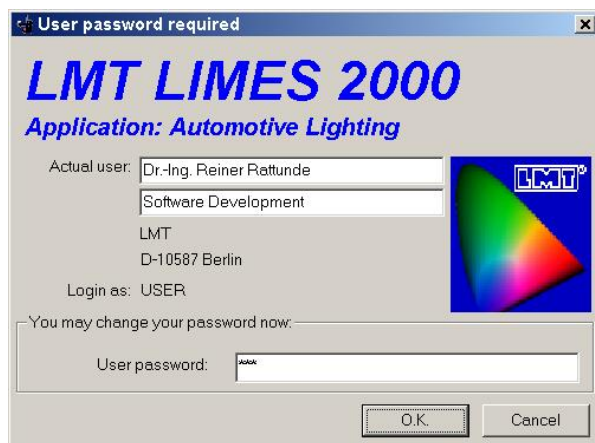 User password required
LMT LIMES 2000
Application: Automotive Lighting
Actual user: Dr.-Ing. Reiner Rattunde
Software Development
LMT
D-10587 Berlin
Login as: USER
You may change your password now:
User password: ***
O.K. Cancel
LMT®